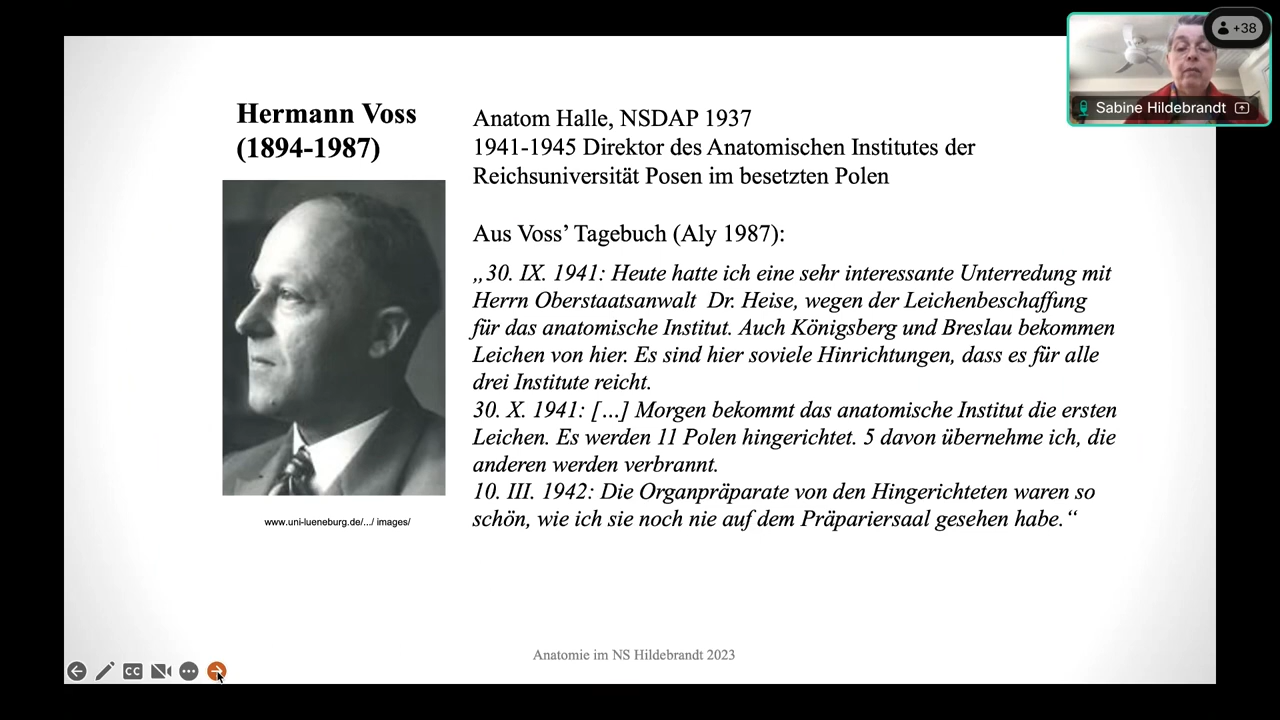 Hermann Voss
(1894-1987)
Anatom Halle, NSDAP 1937
1941-1945 Direktor des Anatomischen Institutes der
Reichsuniversität Posen im besetzten Polen
Aus Voss’ Tagebuch (Aly 1987):
„30. IX. 1941: Heute hatte ich eine sehr interessante Unterredung mit
Herrn Oberstaatsanwalt Dr. Heise, wegen der Leichenbeschaffung
für das anatomische Institut. Auch Königsberg und Breslau bekommen
Leichen von hier. Es sind hier soviele Hinrichtungen, dass es für alle
drei Institute reicht.
30. X. 1941: […] Morgen bekommt das anatomische Institut die ersten
Leichen. Es werden 11 Polen hingerichtet. 5 davon übernehme ich, die
anderen werden verbrannt.
10. III. 1942: Die Organpräparate von den Hingerichteten waren so
schön, wie ich sie noch nie auf dem Präpariersaal gesehen habe.“
www.uni-lueneburg.de/.../ images/
Anatomie im NS Hildebrandt 2023
+38
Sabine Hildebrandt
CC